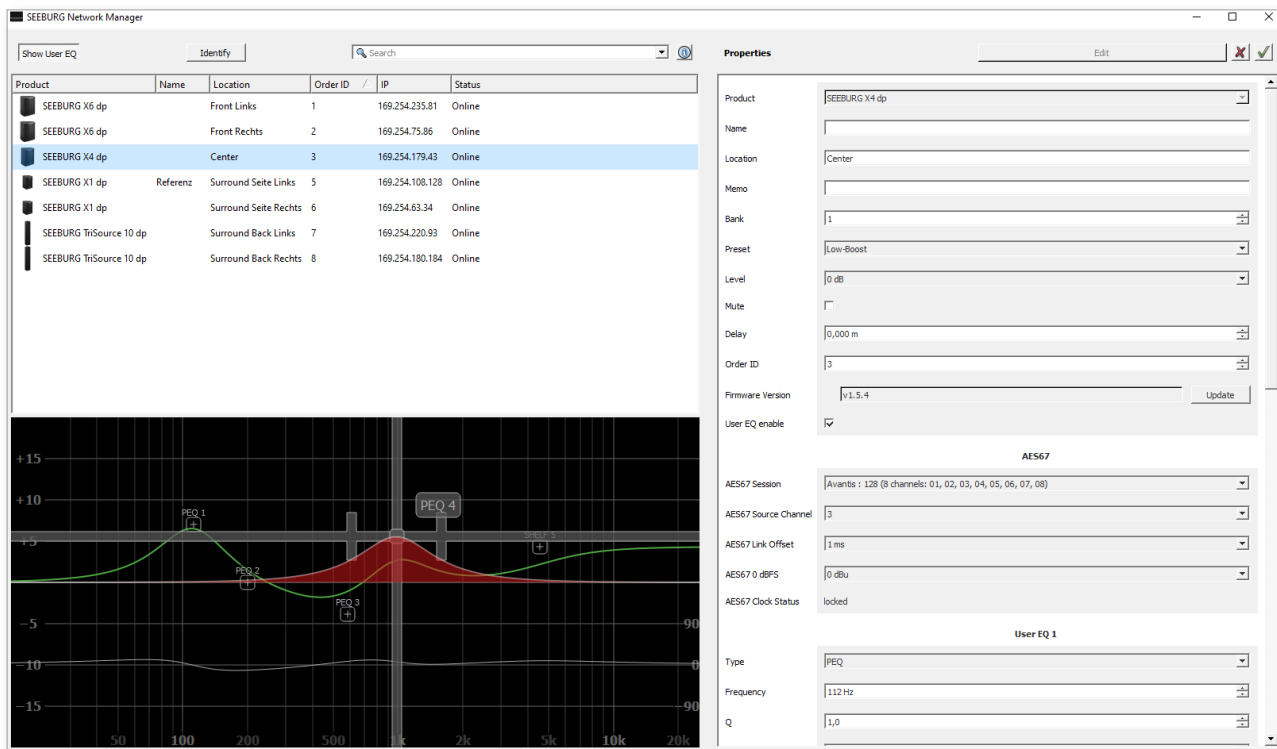 SEEBURG Network Manager
Show User EQ
Identify
Search
Product Name Location Order ID IP Status
SEEBURG X6 dp Front Links 1 169.254.235.81 Online
SEEBURG X6 dp Front Rechts 2 169.254.75.86 Online
SEEBURG X4 dp Center 3 169.254.179.43 Online
SEEBURG X1 dp Referenz Surround Seite Links 5 169.254.108.128 Online
SEEBURG X1 dp Surround Seite Rechts 6 169.254.63.34 Online
SEEBURG TriSource 10 dp Surround Back Links 7 169.254.220.93 Online
SEEBURG TriSource 10 dp Surround Back Rechts 8 169.254.180.184 Online
+15
+10
PEQ 4
PEQ 1
+5
SHELF 5
PEQ 2
PEQ 3
-5 90
-10 0
-15 -90
50 100 200 500 1k 2k 5k 10k 20k
Properties
Edit
Product SEEBURG X4 dp
Name
Location Center
Memo
Bank 1
Preset Low-Boost
Level 0 dB
Mute
Delay 0,000 m
Order ID 3
Firmware Version v1.5.4 Update
User EQ enable
AES67
AES67 Session Avantis : 128 (8 channels: 01, 02, 03, 04, 05, 06, 07, 08)
AES67 Source Channel 3
AES67 Link Offset 1 ms
AES67 0 dBFS 0 dBu
AES67 Clock Status locked
User EQ 1
Type PEQ
Frequency 112 Hz
Q 1,0